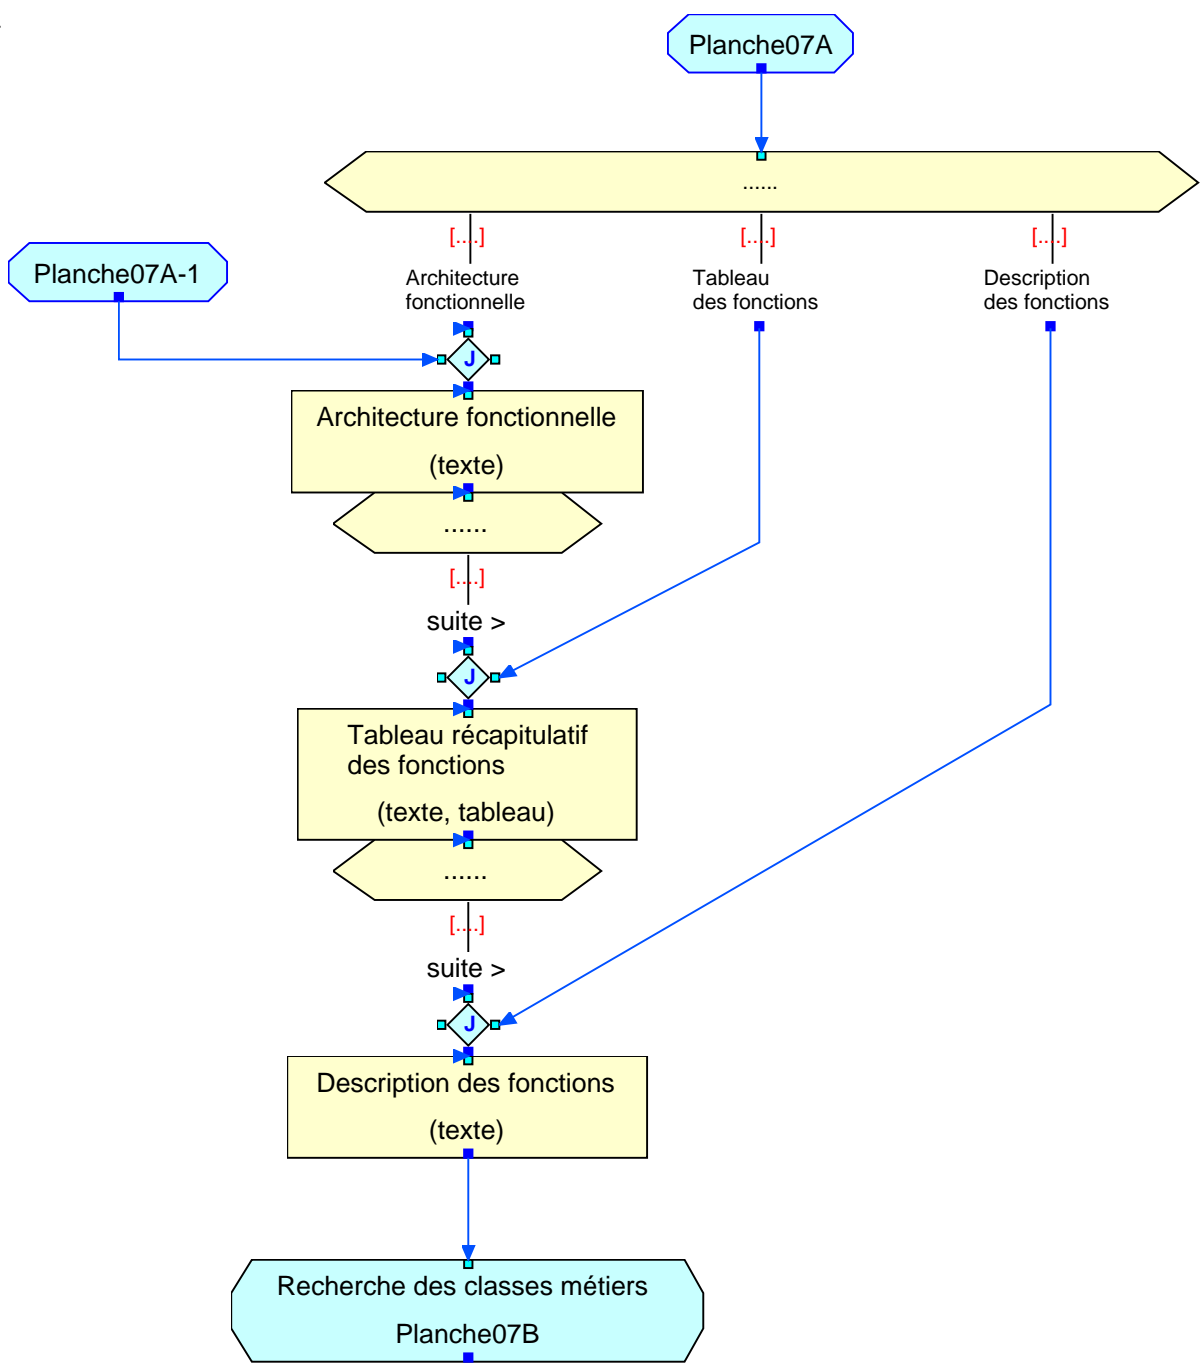 Planche07A
......
[....]
[....]
[....]
Planche07A-1
Architecture
fonctionnelle
Tableau
des fonctions
Description
des fonctions
J
Architecture fonctionnelle
(texte)
......
[....]
suite >
J
Tableau récapitulatif
des fonctions
(texte, tableau)
......
[....]
suite >
J
Description des fonctions
(texte)
Recherche des classes métiers
Planche07B